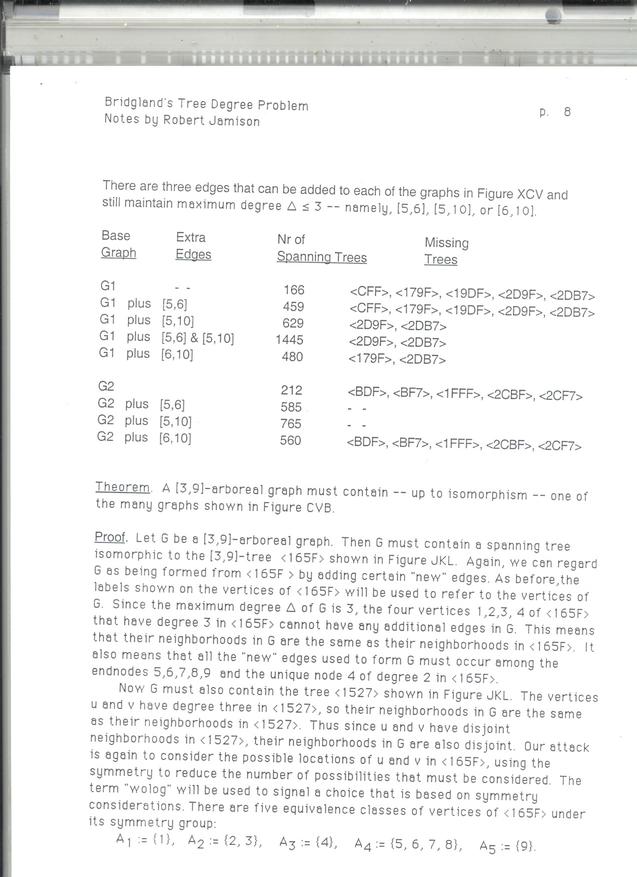 Bridgland's Tree Degree Problem
p. 8
Notes by Robert Jamison
There are three edges that can be added to each of the graphs in Figure XCV and
still maintain maximum degree Δ ≤ 3 -- namely, [5,6], [5,10], or [6,10].
Base Extra Nr of Missing
Graph Edges Spanning Trees Trees
G1 - - 166 <CFF>, <179F>, <19DF>, <2D9F>, <2DB7>
G1 plus [5,6] 459 <CFF>, <179F>, <19DF>, <2D9F>, <2DB7>
G1 plus [5,10] 629 <2D9F>, <2DB7>
G1 plus [5,6] & [5,10] 1445 <2D9F>, <2DB7>
G1 plus [6,10] 480 <179F>, <2DB7>
G2 212 <BDF>, <BF7>, <1FFF>, <2CBF>, <2CF7>
G2 plus [5,6] 585 - -
G2 plus [5,10] 765 - -
G2 plus [6,10] 560 <BDF>, <BF7>, <1FFF>, <2CBF>, <2CF7>
Theorem. A [3,9]-arboreal graph must contain -- up to isomorphism -- one of
the many graphs shown in Figure CVB.
Proof. Let G be a [3,9]-arboreal graph. Then G must contain a spanning tree
isomorphic to the [3,9]-tree <165F> shown in Figure JKL. Again, we can regard
G as being formed from <165F > by adding certain "new" edges. As before,the
labels shown on the vertices of <165F> will be used to refer to the vertices of
G. Since the maximum degree Δ of G is 3, the four vertices 1,2,3, 4 of <165F>
that have degree 3 in <165F> cannot have any additional edges in G. This means
that their neighborhoods in G are the same as their neighborhoods in <165F>. It
also means that all the "new" edges used to form G must occur among the
endnodes 5,6,7,8,9 and the unique node 4 of degree 2 in <165F>.
Now G must also contain the tree <1527> shown in Figure JKL. The vertices
u and v have degree three in <1527>, so their neighborhoods in G are the same
as their neighborhoods in <1527>. Thus since u and v have disjoint
neighborhoods in <1527>, their neighborhoods in G are also disjoint. Our attack
is again to consider the possible locations of u and v in <165F>, using the
symmetry to reduce the number of possibilities that must be considered. The
term "wolog" will be used to signal a choice that is based on symmetry
considerations. There are five equivalence classes of vertices of <165F> under
its symmetry group:
A1 := {1}, A2 := {2, 3}, A3 := {4}, A4 := {5, 6, 7, 8}, A5 := {9}.